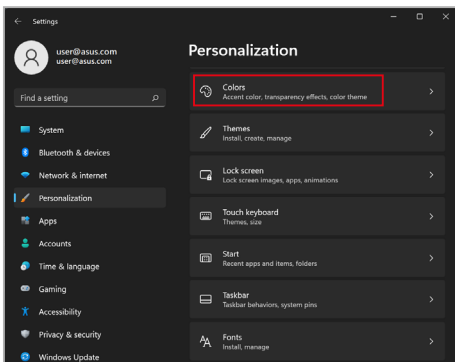 Settings
user@asus.com
user@asus.com
Find a setting
System
Bluetooth & devices
Network & internet
Personalization
Apps
Accounts
Time & language
Gaming
Accessibility
Privacy & security
Windows Update
Personalization
Colors
Accent color, transparency effects, color theme
Themes
Install, create, manage
Lock screen
Lock screen images, apps, animations
Touch keyboard
Themes, size
Start
Recent apps and items, folders
Taskbar
Taskbar behaviors, system pins
Fonts
Install, manage